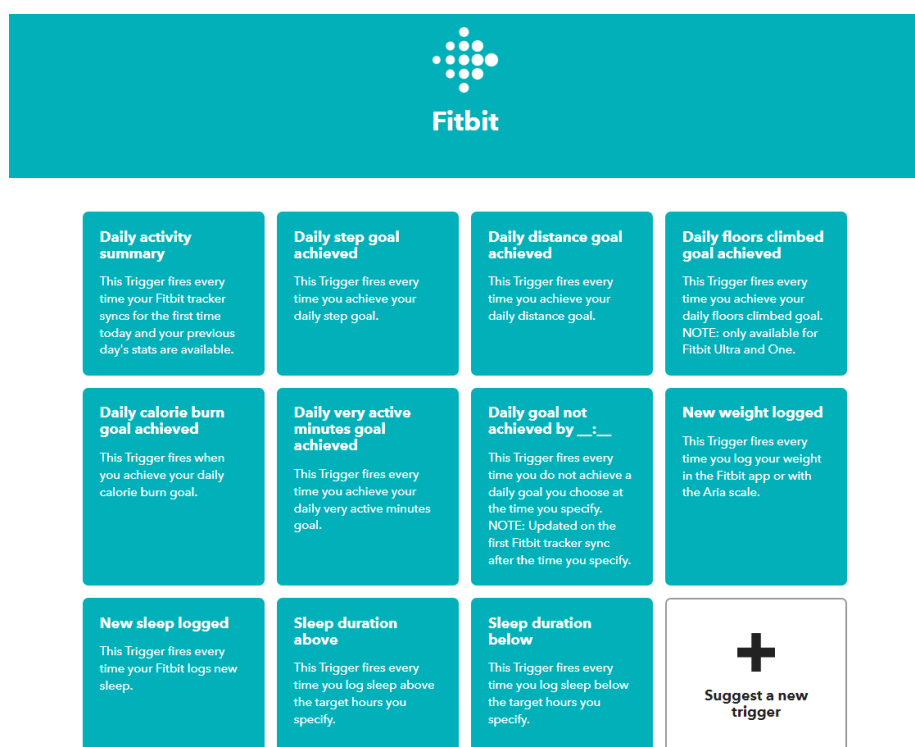 Fitbit
Daily activity
summary
This Trigger fires every
time your Fitbit tracker
syncs for the first time
today and your previous
day's stats are available.
Daily step goal
achieved
This Trigger fires every
time you achieve your
daily step goal.
Daily distance goal
achieved
This Trigger fires every
time you achieve your
daily distance goal.
Daily floors climbed
goal achieved
This Trigger fires every
time you achieve your
daily floors climbed goal.
NOTE: only available for
Fitbit Ultra and One.
Daily calorie burn
goal achieved
This Trigger fires when
you achieve your daily
calorie burn goal.
Daily very active
minutes goal
achieved
This Trigger fires every
time you achieve your
daily very active minutes
goal.
Daily goal not
achieved by __:__
This Trigger fires every
time you do not achieve a
daily goal you choose at
the time you specify.
NOTE: Updated on the
first Fitbit tracker sync
after the time you specify.
New weight logged
This Trigger fires every
time you log your weight
in the Fitbit app or with
the Aria scale.
New sleep logged
This Trigger fires every
time your Fitbit logs new
sleep.
Sleep duration
above
This Trigger fires every
time you log sleep above
the target hours you
specify.
Sleep duration
below
This Trigger fires every
time you log sleep below
the target hours you
specify.
Suggest a new
trigger